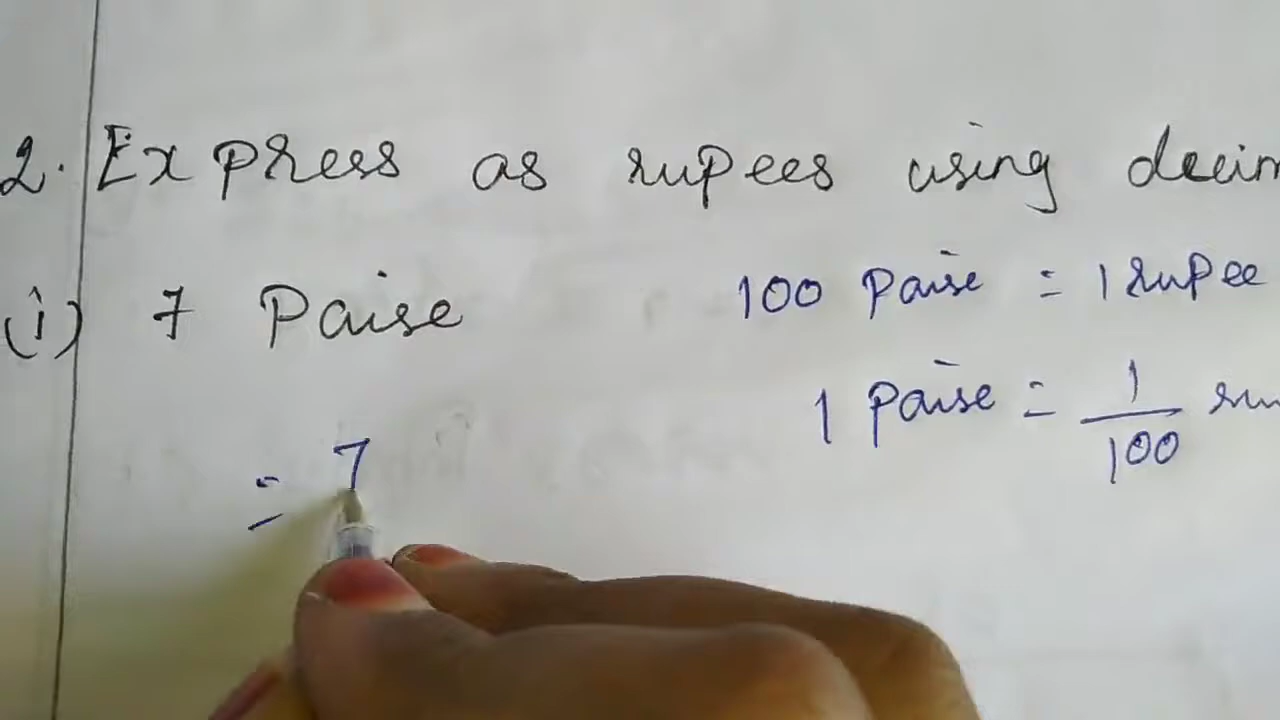 2. Express as rupees using decim
(i) 7 Paise
100 Paise = 1 rupee
1 Paise = 1/100
= 7